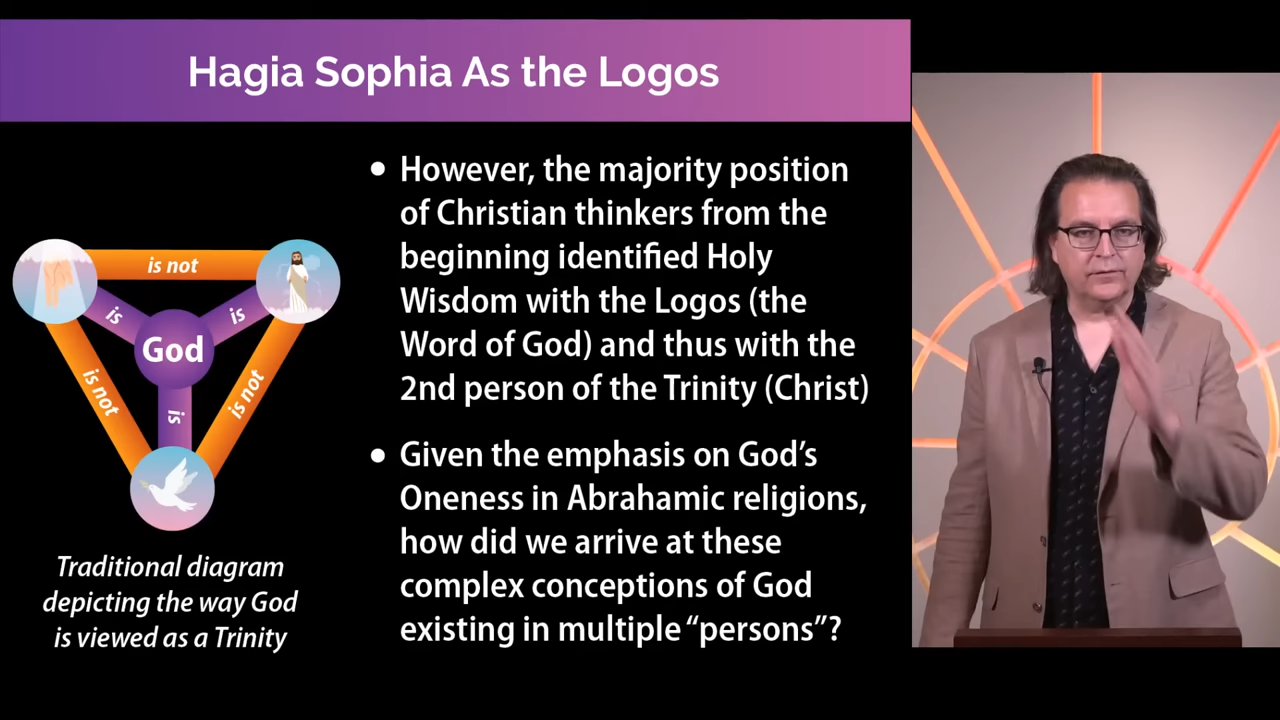 Hagia Sophia As the Logos
is not
is
is
God
is not
is not
is
Traditional diagram
depicting the way God
is viewed as a Trinity
• However, the majority position
of Christian thinkers from the
beginning identified Holy
Wisdom with the Logos (the
Word of God) and thus with the
2nd person of the Trinity (Christ)
• Given the emphasis on God’s
Oneness in Abrahamic religions,
how did we arrive at these
complex conceptions of God
existing in multiple “persons”?